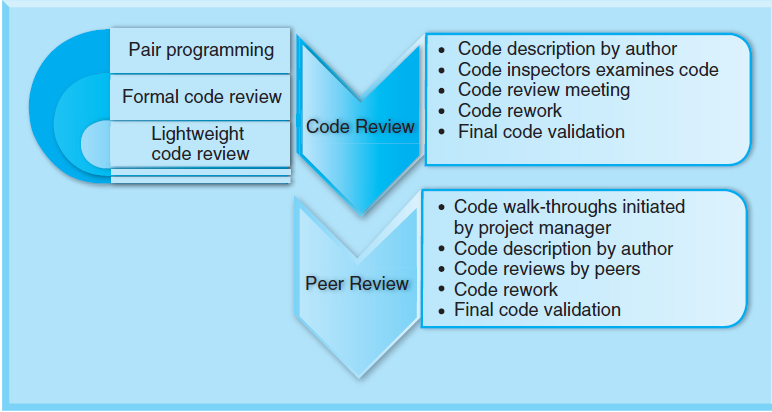 Pair programming
Formal code review
Lightweight
code review
Code Review
• Code description by author
• Code inspectors examines code
• Code review meeting
• Code rework
• Final code validation
Peer Review
• Code walk-throughs initiated
by project manager
• Code description by author
• Code reviews by peers
• Code rework
• Final code validation